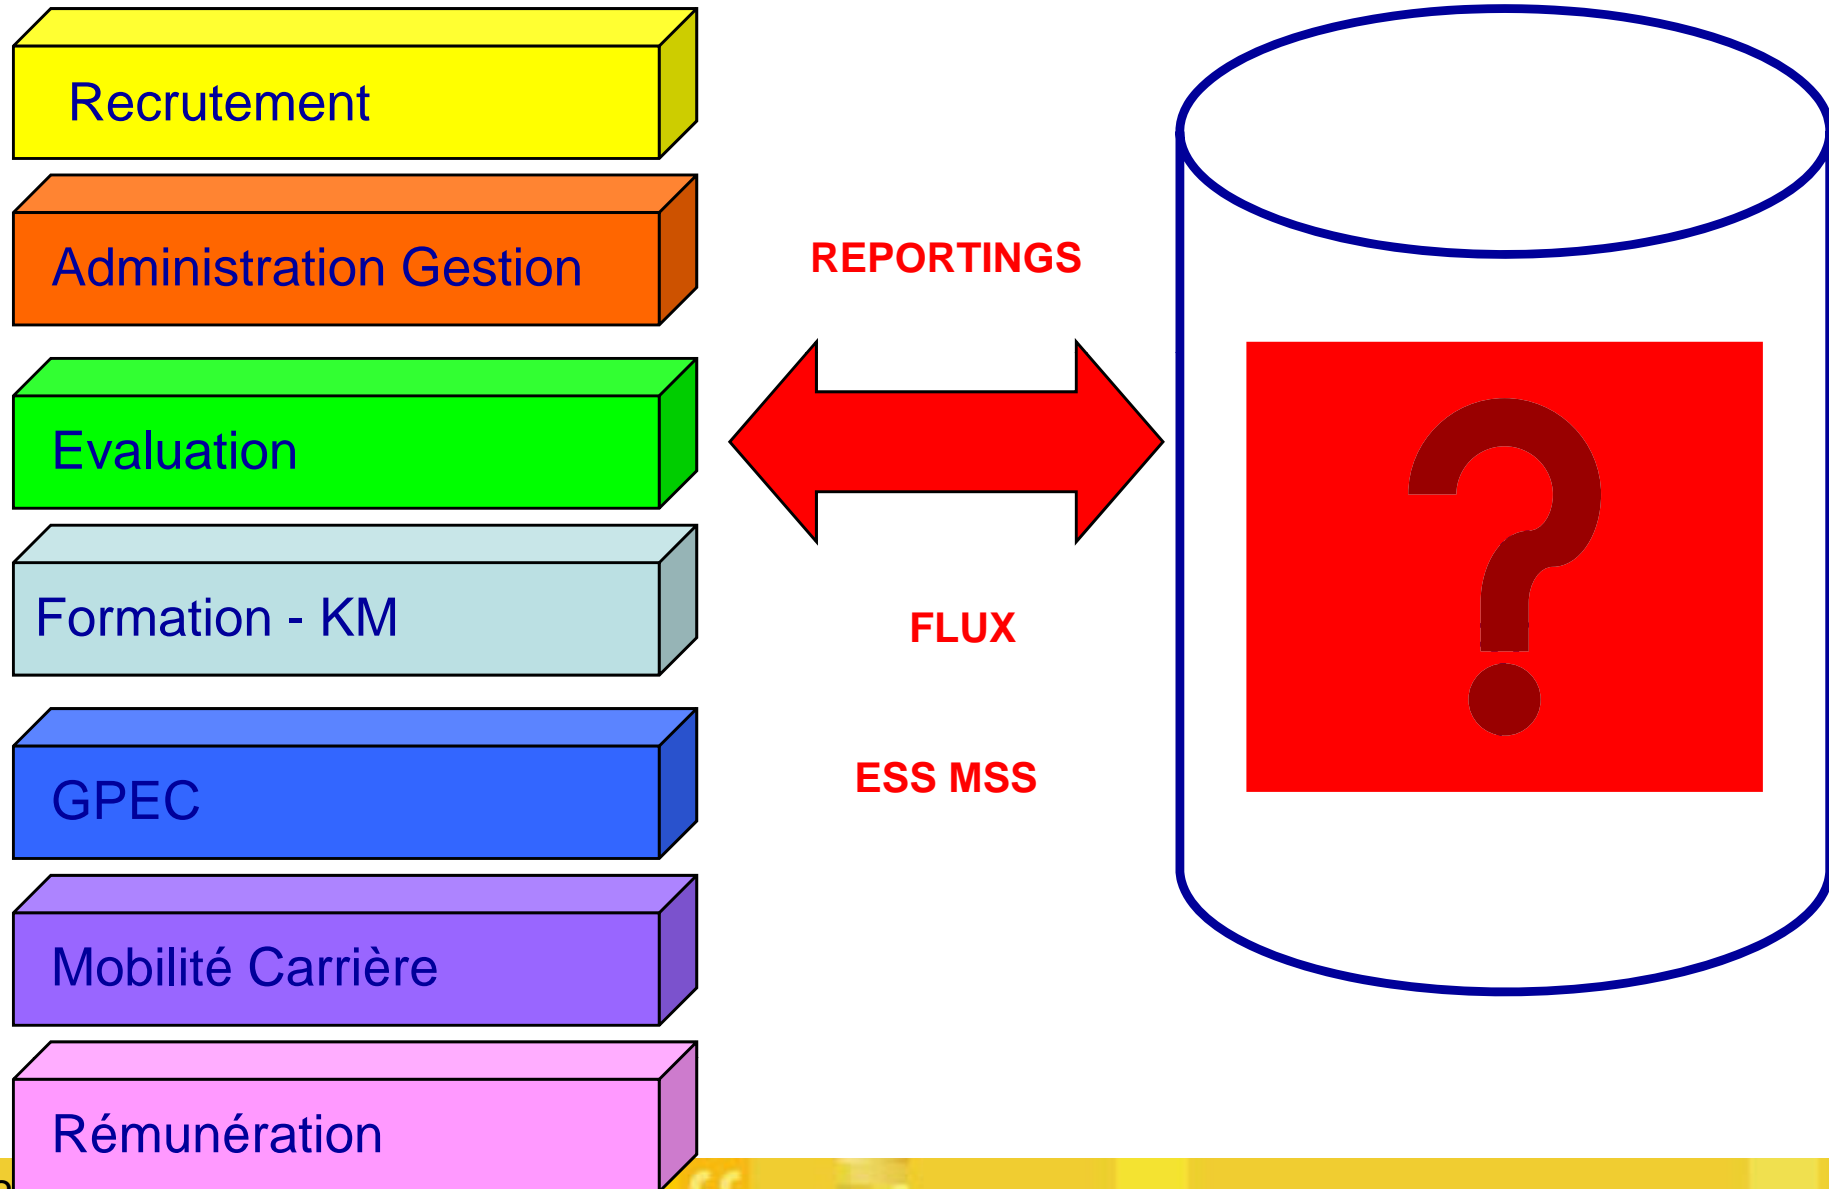 Recrutement
Administration Gestion
Evaluation
Formation - KM
GPEC
Mobilité Carrière
Rémunération
REPORTINGS
FLUX
ESS MSS